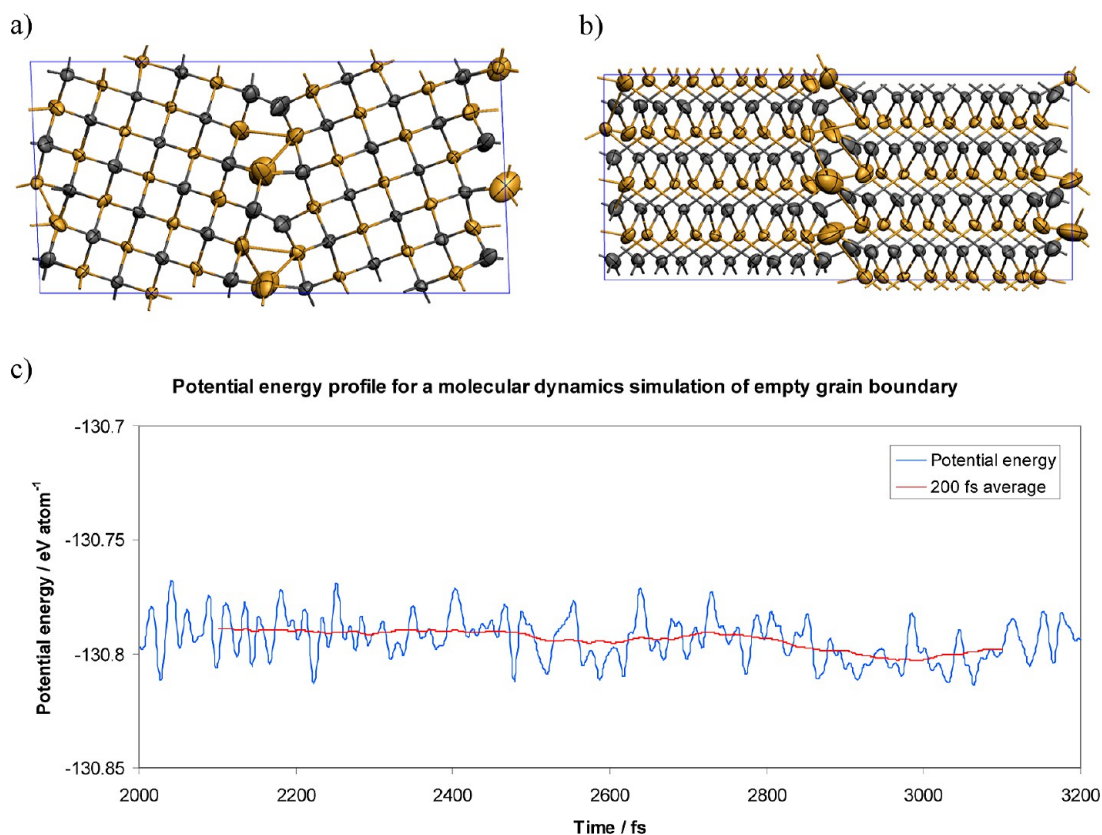 a)
b)
c)
Potential energy profile for a molecular dynamics simulation of empty grain boundary
-130.7
-130.75
-130.8
-130.85
Potential energy / eV atom-1
Potential energy
200 fs average
2000 2200 2400 2600 2800 3000 3200
Time / fs